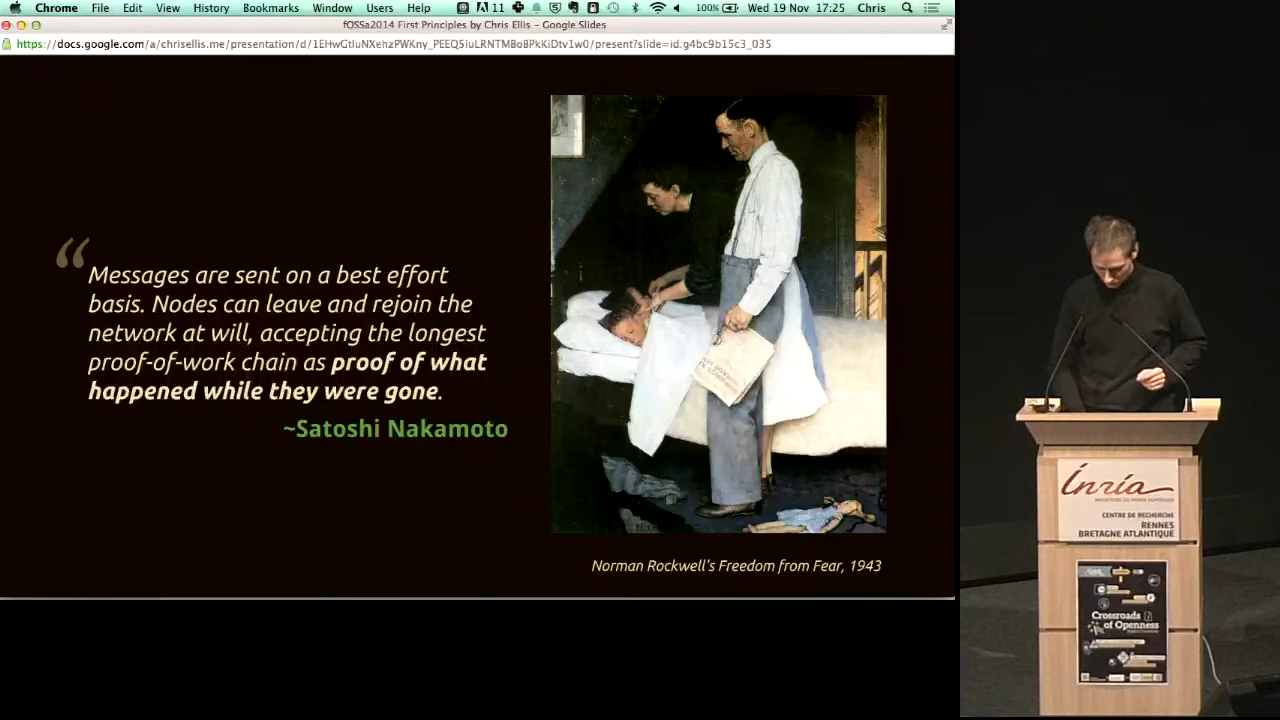 Chrome File Edit View History Bookmarks Window Users Help 11 100% Wed 19 Nov 17:25 Chris
fOSSa2014 First Principles by Chris Ellis - Google Slides
https://docs.google.com/a/chrisellis.me/presentation/d/1EHwGtIuNXehzPWKny_PEEQ5iuLRNTMBoBPkKiDtv1w0/present?slide=id.g4bc9b15c3_035
“
Messages are sent on a best effort
basis. Nodes can leave and rejoin the
network at will, accepting the longest
proof-of-work chain as proof of what
happened while they were gone.
~Satoshi Nakamoto
Norman Rockwell's Freedom from Fear, 1943
Inria
CENTRE DE RECHERCHE
RENNES
BRETAGNE ATLANTIQUE
Crossroads
of Openness